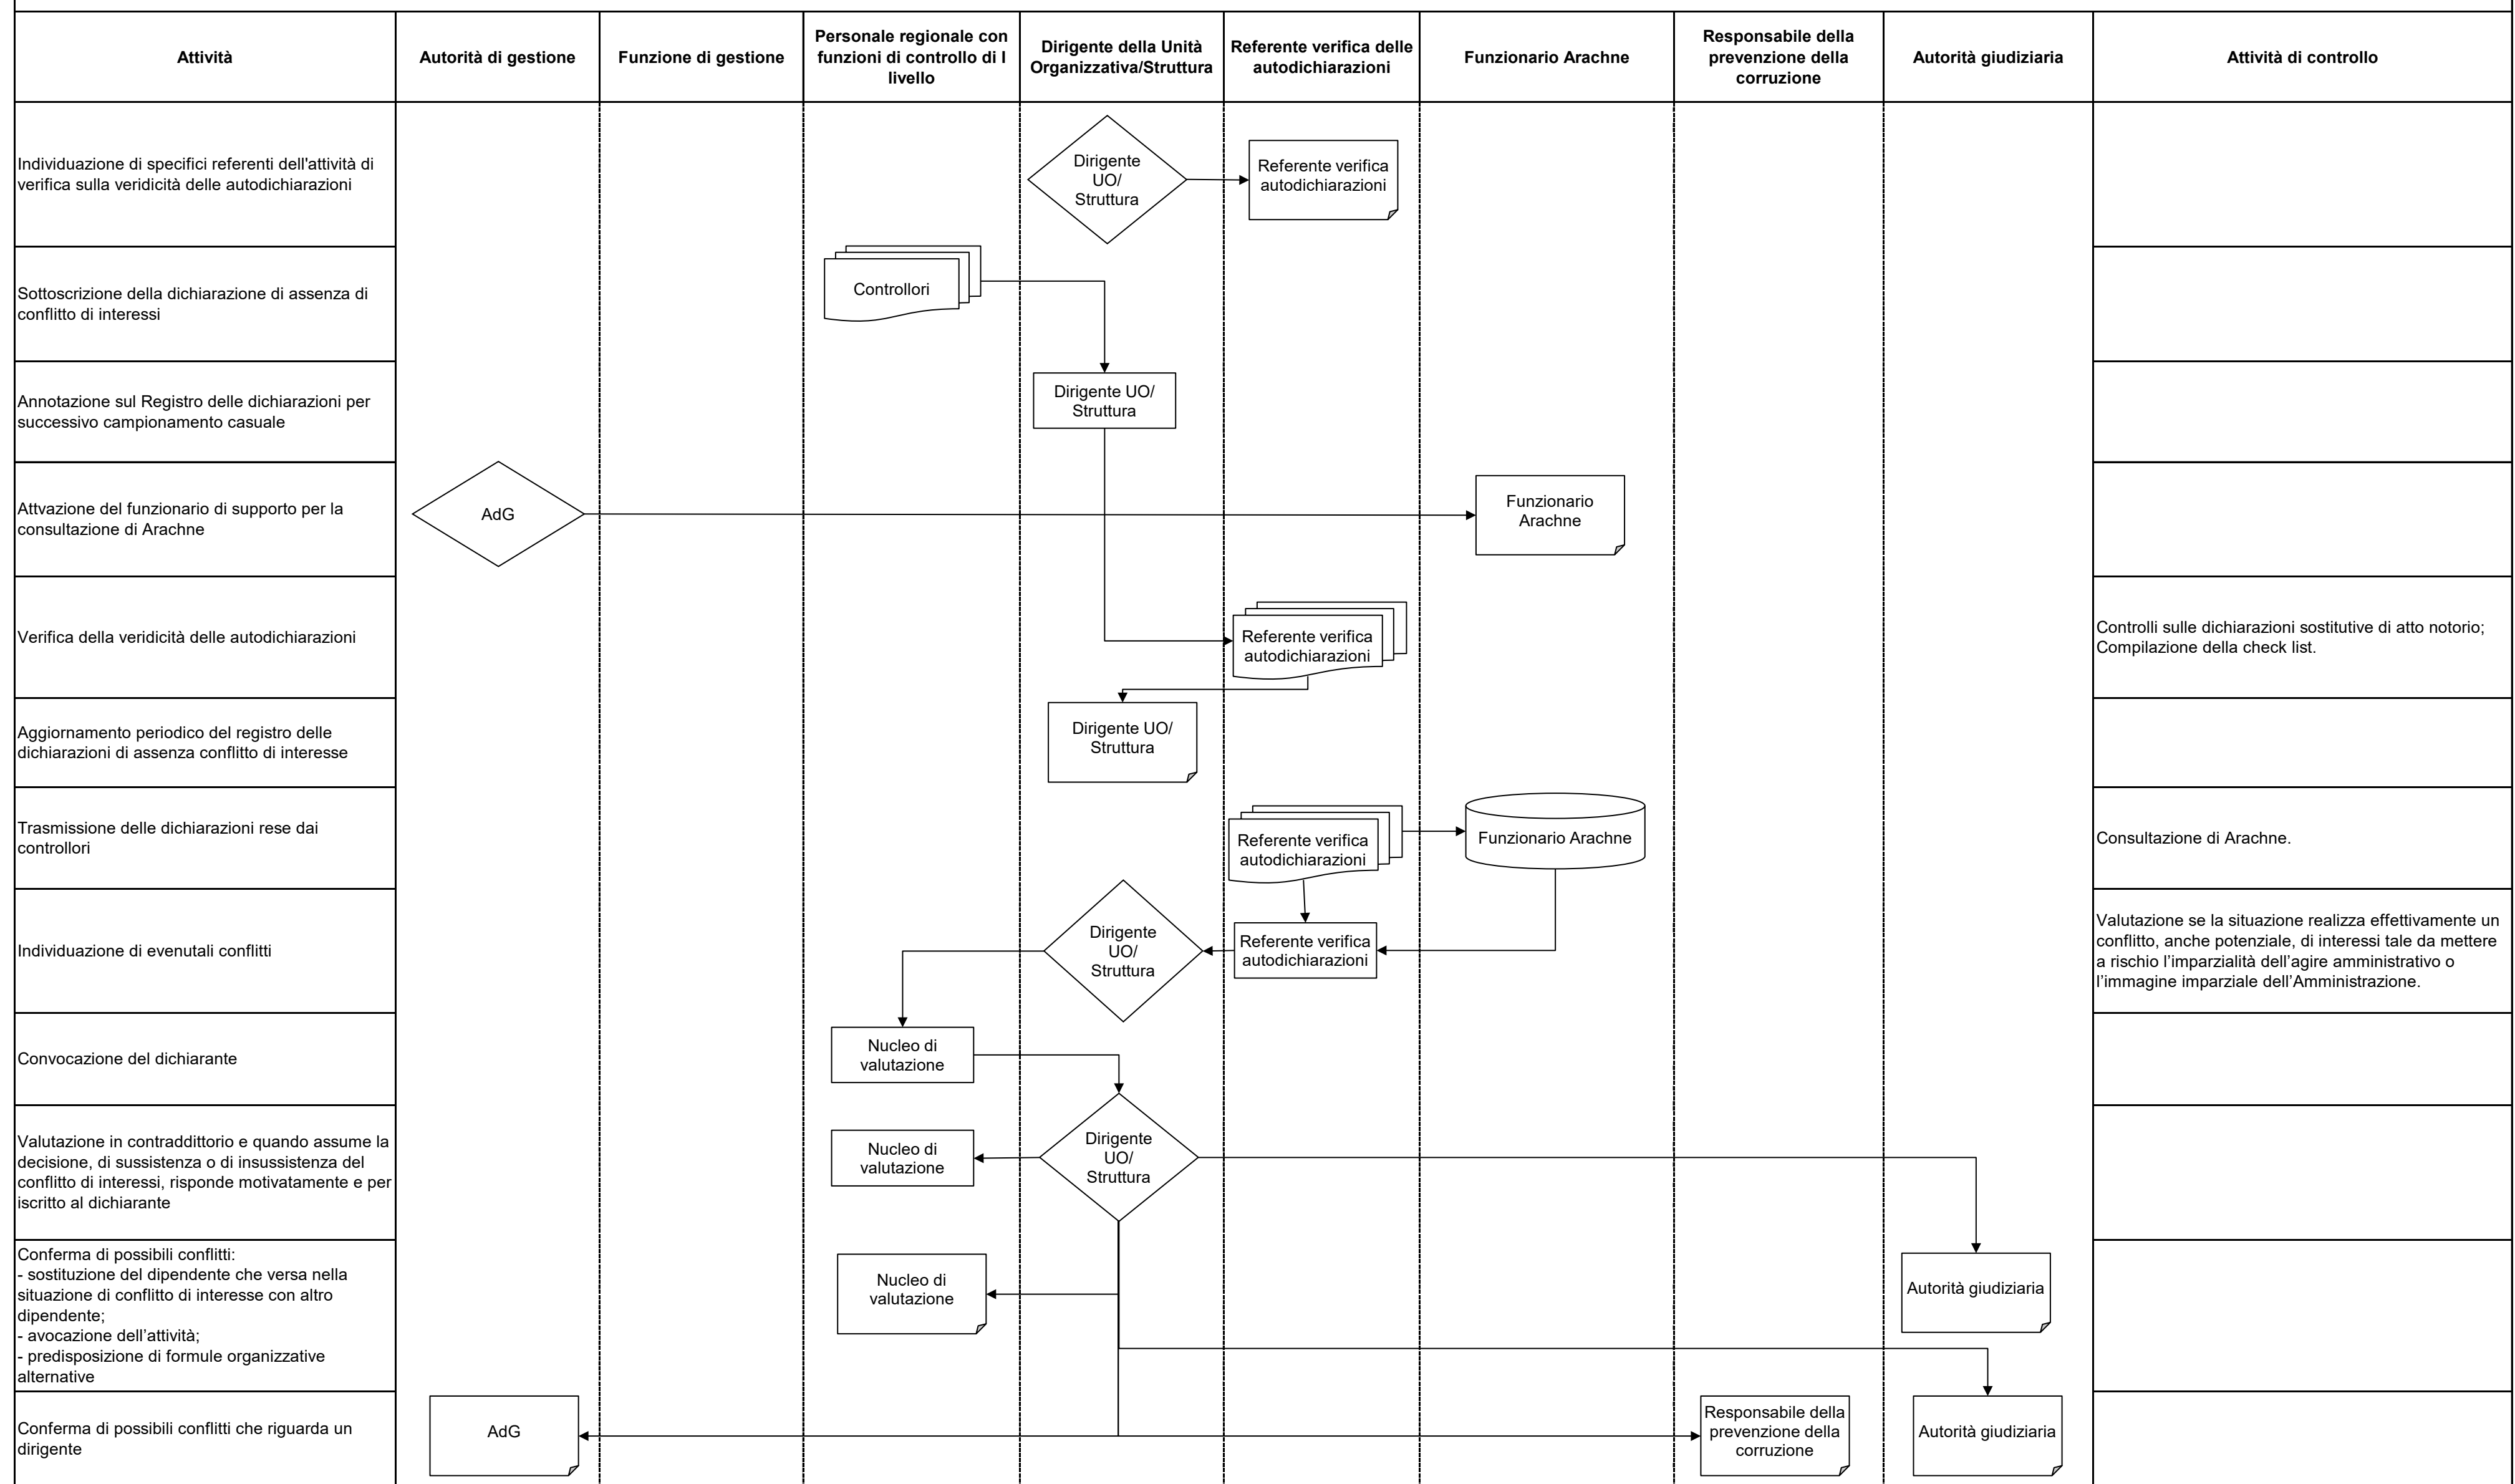 Attività
Autorità di gestione
Funzione di gestione
Personale regionale con
funzioni di controllo di I
livello
Dirigente della Unità
Organizzativa/Struttura
Referente verifica delle
autodichiarazioni
Funzionario Arachne
Responsabile della
prevenzione della
corruzione
Autorità giudiziaria
Attività di controllo
Individuazione di specifici referenti dell'attività di
verifica sulla veridicità delle autodichiarazioni
Dirigente
UO/
Struttura
Referente verifica
autodichiarazioni
Sottoscrizione della dichiarazione di assenza di
conflitto di interessi
Controllori
Annotazione sul Registro delle dichiarazioni per
successivo campionamento casuale
Dirigente UO/
Struttura
Attvazione del funzionario di supporto per la
consultazione di Arachne
AdG
Funzionario
Arachne
Verifica della veridicità delle autodichiarazioni
Referente verifica
autodichiarazioni
Controlli sulle dichiarazioni sostitutive di atto notorio;
Compilazione della check list.
Aggiornamento periodico del registro delle
dichiarazioni di assenza conflitto di interesse
Dirigente UO/
Struttura
Trasmissione delle dichiarazioni rese dai
controllori
Referente verifica
autodichiarazioni
Funzionario Arachne
Consultazione di Arachne.
Individuazione di evenutali conflitti
Dirigente
UO/
Struttura
Referente verifica
autodichiarazioni
Valutazione se la situazione realizza effettivamente un
conflitto, anche potenziale, di interessi tale da mettere
a rischio l’imparzialità dell’agire amministrativo o
l’immagine imparziale dell’Amministrazione.
Convocazione del dichiarante
Nucleo di
valutazione
Valutazione in contraddittorio e quando assume la
decisione, di sussistenza o di insussistenza del
conflitto di interessi, risponde motivatamente e per
iscritto al dichiarante
Nucleo di
valutazione
Dirigente
UO/
Struttura
Conferma di possibili conflitti:
- sostituzione del dipendente che versa nella
situazione di conflitto di interesse con altro
dipendente;
- avocazione dell’attività;
- predisposizione di formule organizzative
alternative
Nucleo di
valutazione
Autorità giudiziaria
Conferma di possibili conflitti che riguarda un
dirigente
AdG
Responsabile della
prevenzione della
corruzione
Autorità giudiziaria